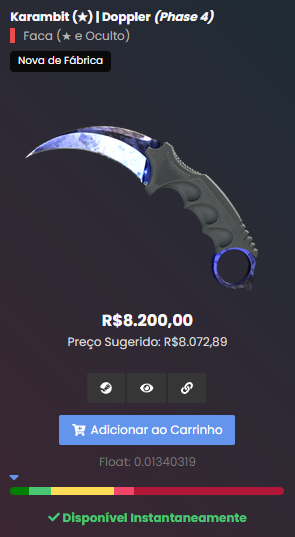 Karambit (★) | Doppler (Phase 4)
Faca (★ e Oculto)
Nova de Fábrica
R$8.200,00
Preço Sugerido: R$8.072,89
Adicionar ao Carrinho
Float: 0.01340319
Disponível Instantaneamente